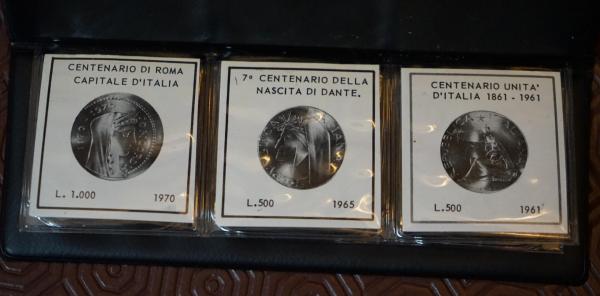 CENTENARIO DI ROMA
CAPITALE D'ITALIA
L. 1.000 1970
7º CENTENARIO DELLA
NASCITA DI DANTE.
L.500 1965
CENTENARIO UNITA'
D'ITALIA 1861 - 1961
L.500 1961